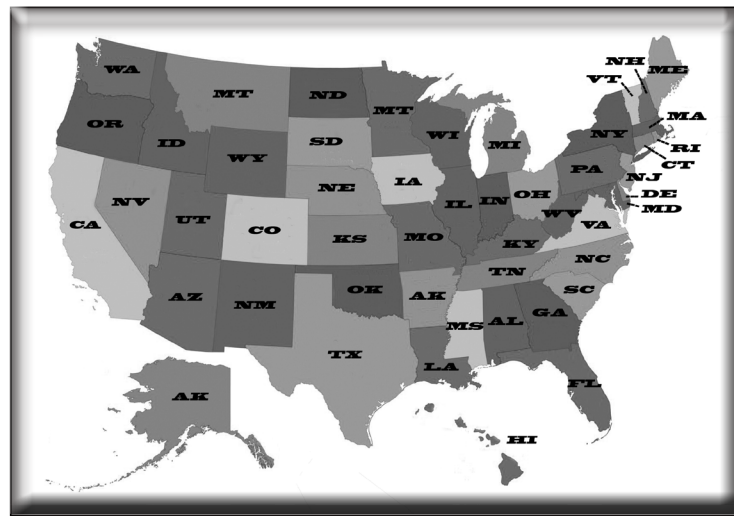 WA
MT
ND
MT
OR
ID
WY
SD
WI
MI
NH
VT
ME
NY
MA
RI
CT
CA
NV
UT
CO
NE
IA
IL
IN
OH
PA
NJ
DE
MD
WV
VA
KS
MO
KY
AZ
NM
OK
AK
TN
NC
SC
TX
LA
MS
AL
GA
FL
AK
HI